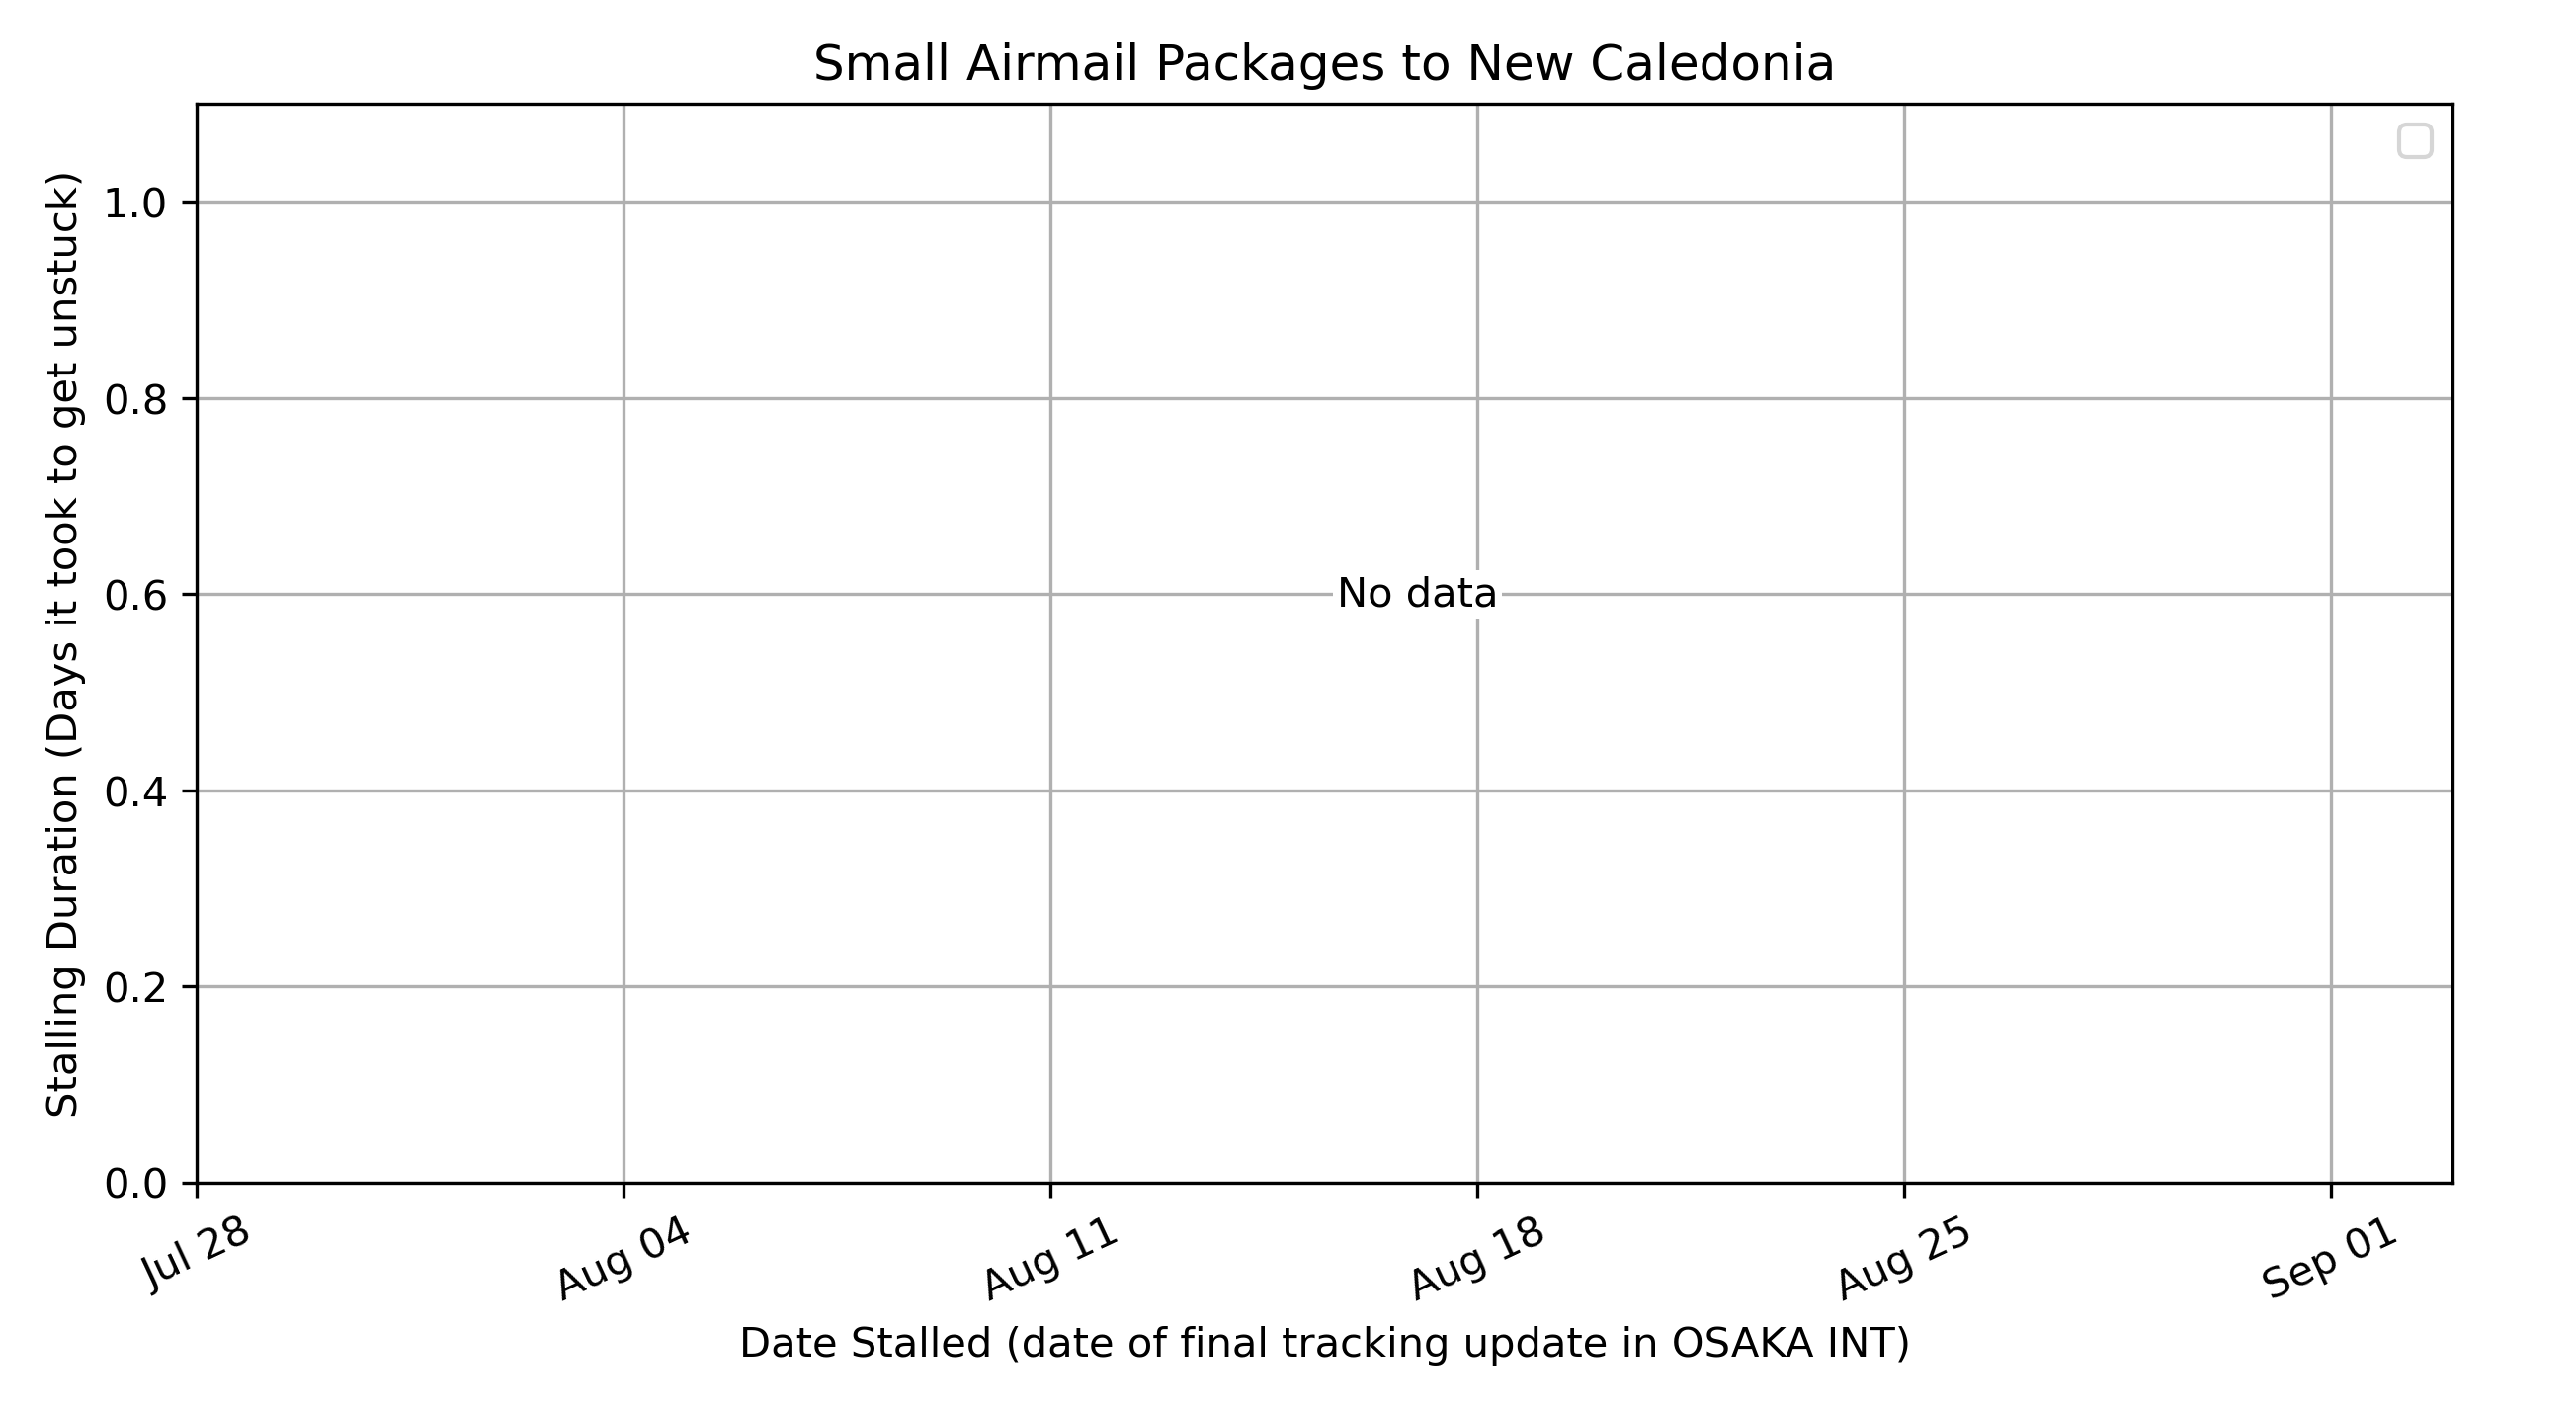 Small Airmail Packages to New Caledonia
Stalling Duration (Days it took to get unstuck)
1.0
0.8
0.6
0.4
0.2
0.0
No data
Jul 28
Aug 04
Aug 11
Aug 18
Aug 25
Sep 01
Date Stalled (date of final tracking update in OSAKA INT)